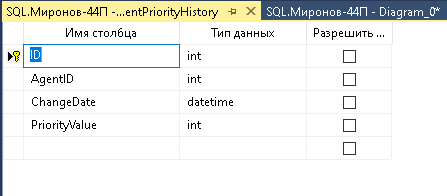 SQL.Миронов-44П -...entPriorityHistory
SQL.Миронов-44П - Diagram_0*
Имя столбца Тип данных Разрешить ...
ID int
AgentID int
ChangeDate datetime
PriorityValue int